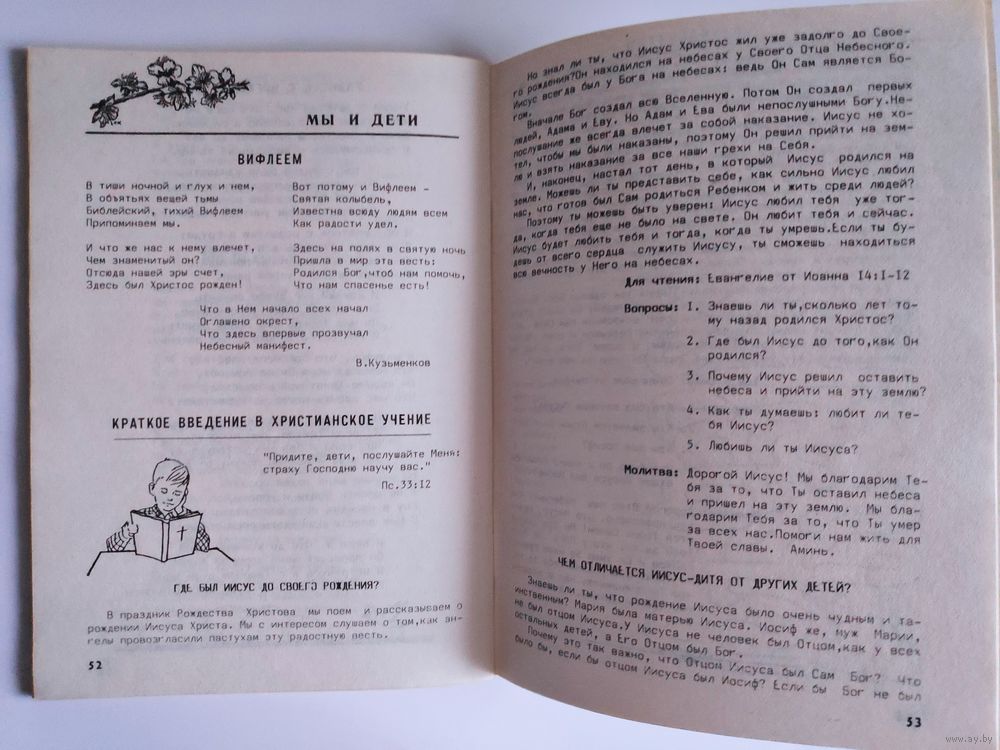 МЫ И ДЕТИ
ВИФЛЕЕМ
В тиши ночной и глух и нем,
В объятьях вещей тьмы
Библейский, тихий Вифлеем
Припоминаем мы.
И что же нас к нему влечет,
Чем знаменитый он?
Отсюда нашей эры счет,
Здесь был Христос рожден!
Вот потому и Вифлеем -
Святая колыбель,
Известна всюду людям всем
Как радости удел.
Здесь на полях в святую ночь
Пришла в мир эта весть:
Родился Бог,чтоб нам помочь,
Что нам спасенье есть!
Что в Нем начало всех начал
Оглашено окрест,
Что здесь впервые прозвучал
Небесный манифест.
В.Кузьменков
КРАТКОЕ ВВЕДЕНИЕ В ХРИСТИАНСКОЕ УЧЕНИЕ
"Придите, дети, послушайте Меня:
страху Господню научу вас."
Пс.33:12
ГДЕ БЫЛ ИИСУС ДО СВОЕГО РОЖДЕНИЯ?
В праздник Рождества Христова мы поем и рассказываем о
рождении Иисуса Христа. Мы с интересом слушаем о том,как ан-
гелы провозгласили пастухам эту радостную весть.
52
Но знал ли ты, что Иисус Христос жил уже задолго до Свое-
го рождения?Он находился на небесах у Своего Отца Небесного.
Иисус всегда был у Бога на небесах: ведь Он Сам является Бо-
гом.
Вначале Бог создал всю Вселенную. Потом Он создал первых
людей, Адама и Еву. Но Адам и Ева были непослушными Богу.Не-
послушание же всегда влечет за собой наказание. Иисус не хо-
тел, чтобы мы были наказаны, поэтому Он решил прийти на зем-
лю и взять наказание за все наши грехи на Себя.
И, наконец, настал тот день, в который Иисус родился на
земле. Можешь ли ты представить себе, как сильно Иисус любил
нас, что готов был Сам родиться Ребенком и жить среди людей?
Поэтому ты можешь быть уверен: Иисус любил тебя уже тог-
да, когда тебя еще не было на свете. Он любит тебя и сейчас.
Иисус будет любить тебя и тогда, когда ты умрешь.Если ты бу-
дешь от всего сердца служить Иисусу, ты сможешь находиться
всю вечность у Него на небесах.
Для чтения: Евангелие от Иоанна I4:I-I2
Вопросы: I. Знаешь ли ты,сколько лет то-
му назад родился Христос?
2. Где был Иисус до того,как Он
родился?
3. Почему Иисус решил оставить
небеса и прийти на эту землю?
4. Как ты думаешь: любит ли те-
бя Иисус?
5. Любишь ли ты Иисуса?
Молитва: Дорогой Иисус! Мы благодарим Те-
бя за то, что Ты оставил небеса
и пришел на эту землю. Мы бла-
годарим Тебя за то, что Ты умер
за всех нас.Помоги нам жить для
Твоей славы. Аминь.
ЧЕМ ОТЛИЧАЕТСЯ ИИСУС-ДИТЯ ОТ ДРУГИХ ДЕТЕЙ?
Знаешь ли ты, что рождение Иисуса было очень чудным и та-
инственным? Мария была матерью Иисуса. Иосиф же, муж Марии,
не был отцом Иисуса.У Иисуса не человек был Отцом,как у всех
остальных детей, а Его Отцом был Бог.
Почему это так важно, что Отцом Иисуса был Сам Бог? Что
было бы, если бы отцом Иисуса был Иосиф? Если бы Бог не был
53
www.ay.by